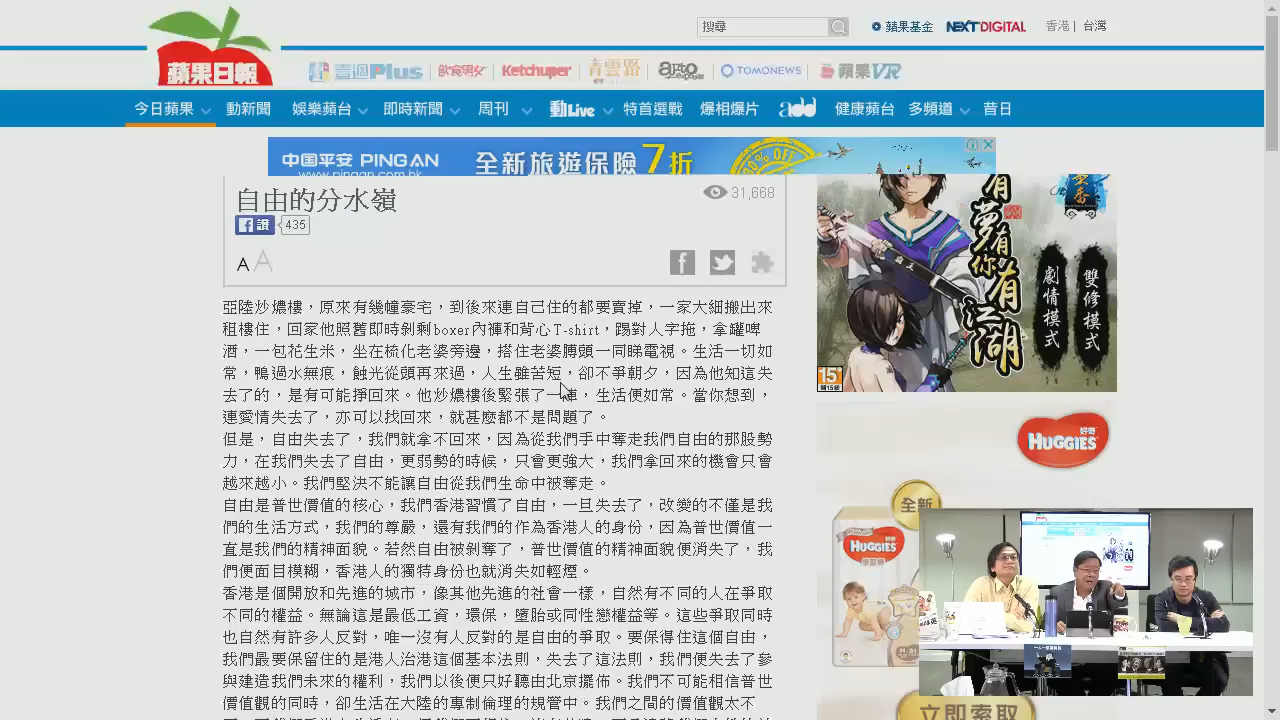 搜尋
蘋果基金
NEXTDIGITAL
香港 | 台灣
蘋果日報
壹週Plus
飲食男女
Ketchuper
TOMONEWS
蘋果VR
今日蘋果
動新聞
娛樂蘋台
即時新聞
周刊
動Live
特首選戰
爆相爆片
add
健康蘋台
多頻道
昔日
中国平安 PINGAN
www.pingan.com.hk
全新旅遊保險7折
自由的分水嶺
31,668
讚
435
A A
亞陸炒燶樓，原來有幾幢豪宅，到後來連自己住的都要賣掉，一家大細搬出來
租樓住，回家他照舊即時剝剩boxer內褲和背心T-shirt，踢對人字拖，拿罐啤
酒，一包花生米，坐在梳化老婆旁邊，搭住老婆膊頭一同睇電視。生活一切如
常，鴨過水無痕，蝕光從頭再來過，人生雖苦短，卻不爭朝夕，因為他知這失
去了的，是有可能掙回來。他炒燶樓後緊張了一陣，生活便如常。當你想到，
連愛情失去了，亦可以找回來，就甚麼都不是問題了。
但是，自由失去了，我們就拿不回來，因為從我們手中奪走我們自由的那股勢
力，在我們失去了自由，更弱勢的時候，只會更強大，我們拿回來的機會只會
越來越小。我們堅決不能讓自由從我們生命中被奪走。
自由是普世價值的核心，我們香港習慣了自由，一旦失去了，改變的不僅是我
們的生活方式，我們的尊嚴，還有我們的作為香港人的身份，因為普世價值一
直是我們的精神面貌。若然自由被剝奪了，普世價值的精神面貌便消失了，我
們便面目模糊，香港人的獨特身份也就消失如輕煙。
香港是個開放和先進的城市，跟其他先進的社會一樣，自然有不同的人在爭取
不同的權益。無論這是最低工資，環保，墮胎或同性戀權益等。這些爭取同時
也自然有許多人反對，唯一沒有人反對的是自由的爭取。要保得住這個自由，
我們最要保留住的是港人治港這個基本法則，失去了這法則，我們便失去了參
與建設我們未來的權利，我們以後便只好聽由北京擺佈。我們不可能相信普世
價值觀的同時，卻生活在大陸的專制倫理的規管中。我們之間的價值觀太不
有夢有你有江湖
劇情模式
雙修模式
15+
輔15級
好奇
HUGGIES
全新
HUGGIES
立即索取